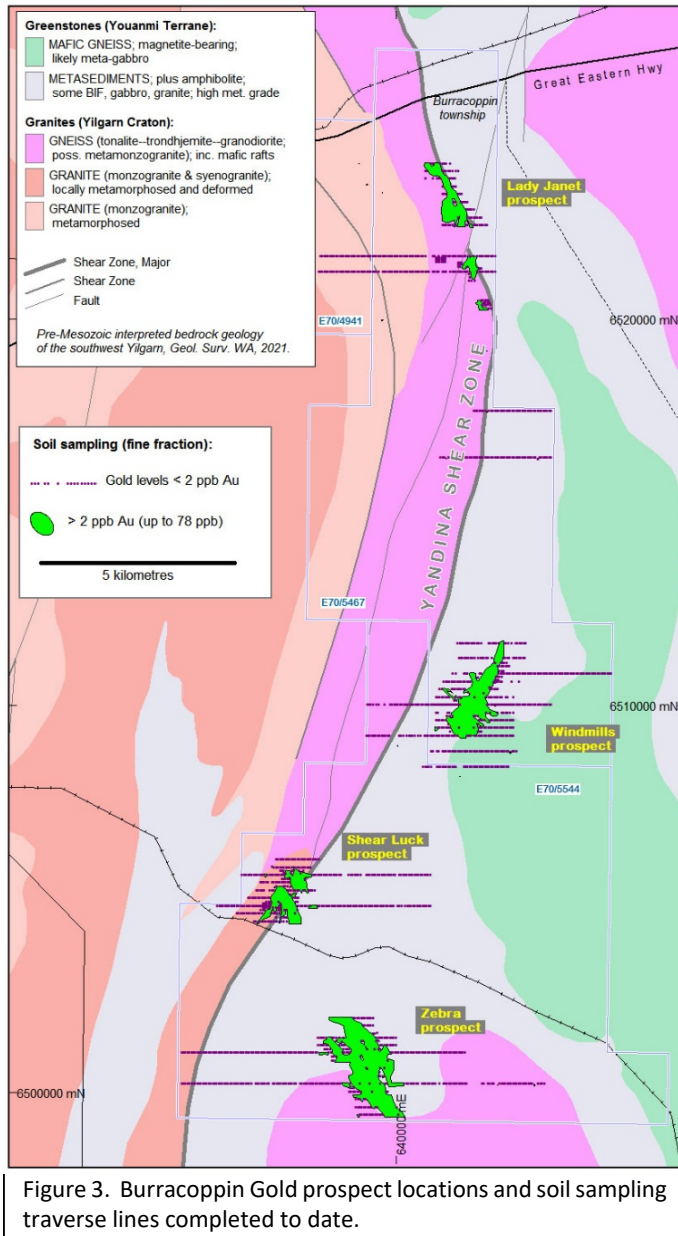 Greenstones (Youanmi Terrane):
MAFIC GNEISS; magnetite-bearing;
likely meta-gabbro
METASEDIMENTS; plus amphibolite;
some BIF, gabbro, granite; high met. grade
Granites (Yilgarn Craton):
GNEISS (tonalite--trondhjemite--granodiorite;
poss. metamonzogranite); inc. mafic rafts
GRANITE (monzogranite & syenogranite);
locally metamorphosed and deformed
GRANITE (monzogranite);
metamorphosed
Shear Zone, Major
Shear Zone
Fault
Pre-Mesozoic interpreted bedrock geology
of the southwest Yilgarn, Geol. Surv. WA, 2021.
Soil sampling (fine fraction):
Gold levels < 2 ppb Au
> 2 ppb Au (up to 78 ppb)
5 kilometres
Great Eastern Hwy
Burracoppin
township
Lady Janet
prospect
E70/4941
6520000 mN
YANDINA SHEAR ZONE
E70/5467
6510000 mN
Windmills
prospect
E70/5544
Shear Luck
prospect
Zebra
prospect
6500000 mN
640000 mE
Figure 3. Burracoppin Gold prospect locations and soil sampling
traverse lines completed to date.